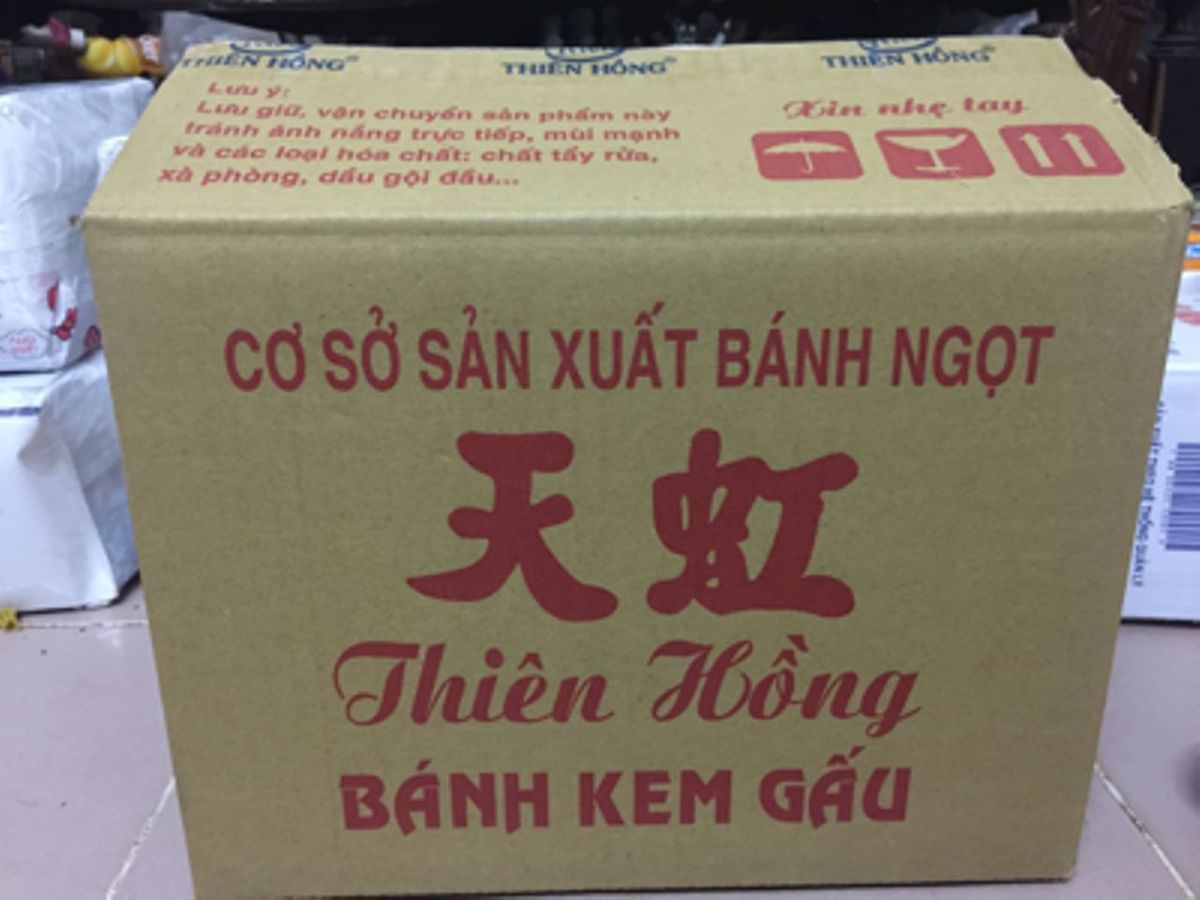 THIÊN HỒNG®
THIÊN HỒNG®
THIÊN HỒNG®
Lưu ý:
Lưu giữ, vận chuyển sản phẩm này
tránh ánh nắng trực tiếp, mùi mạnh
và các loại hóa chất: chất tẩy rửa,
xà phòng, dầu gội đầu...
Xin nhẹ tay
CƠ SỞ SẢN XUẤT BÁNH NGỌT
天虹
Thiên Hồng
BÁNH KEM GẤU